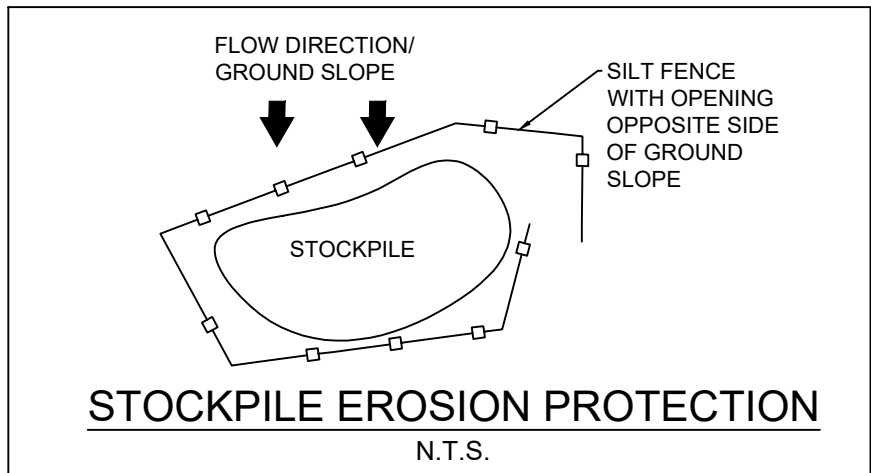 FLOW DIRECTION/
GROUND SLOPE
SILT FENCE
WITH OPENING
OPPOSITE SIDE
OF GROUND
SLOPE
STOCKPILE
STOCKPILE EROSION PROTECTION
N.T.S.